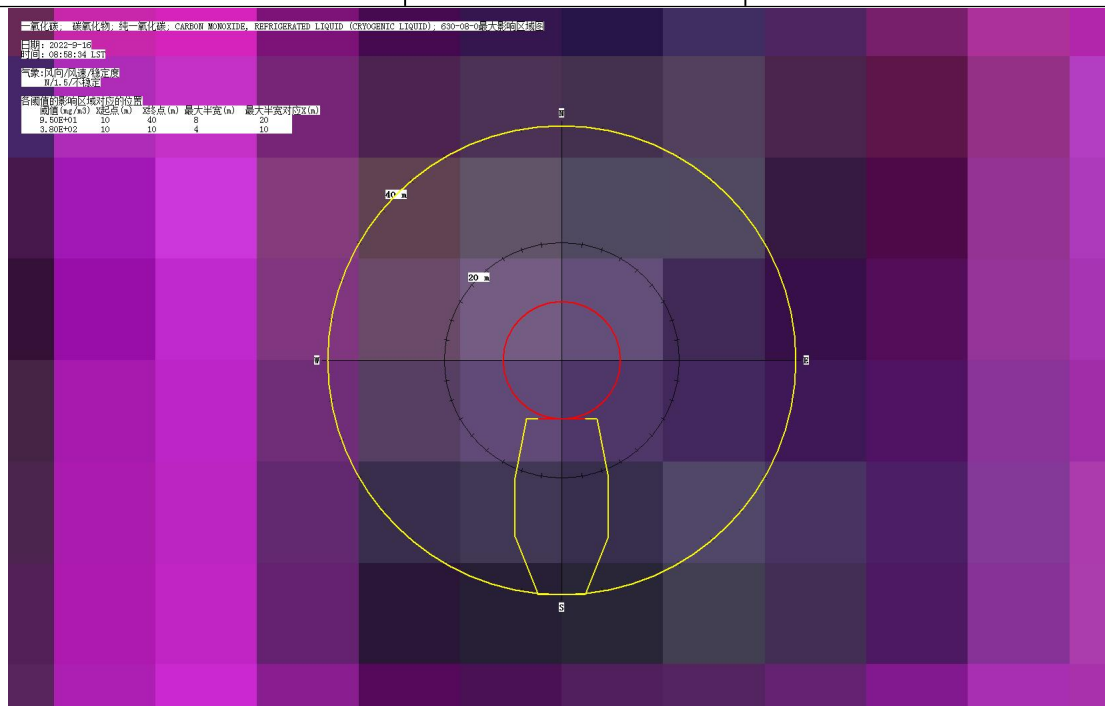 一氧化碳; 碳氧化物; 纯一氧化碳; CARBON MONOXIDE, REFRIGERATED LIQUID (CRYOGENIC LIQUID); 630-08-0最大影响区域图
日期: 2022-9-16
时间: 08:58:34 LST
气象:风向/风速/稳定度
N/1.5/不稳定
各阈值的影响区域对应的位置
阈值(mg/m3) X起点(m) X终点(m) 最大半宽(m) 最大半宽对应X(m)
9.50E+01 10 40 8 20
3.80E+02 10 10 4 10
N
40 m
20 m
W
E
S